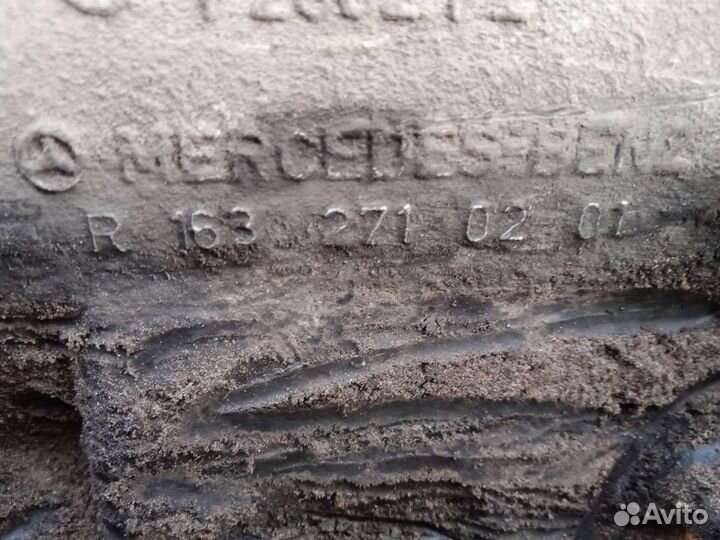 MERCEDES-BENZ
R 163 271 02 01
Avito